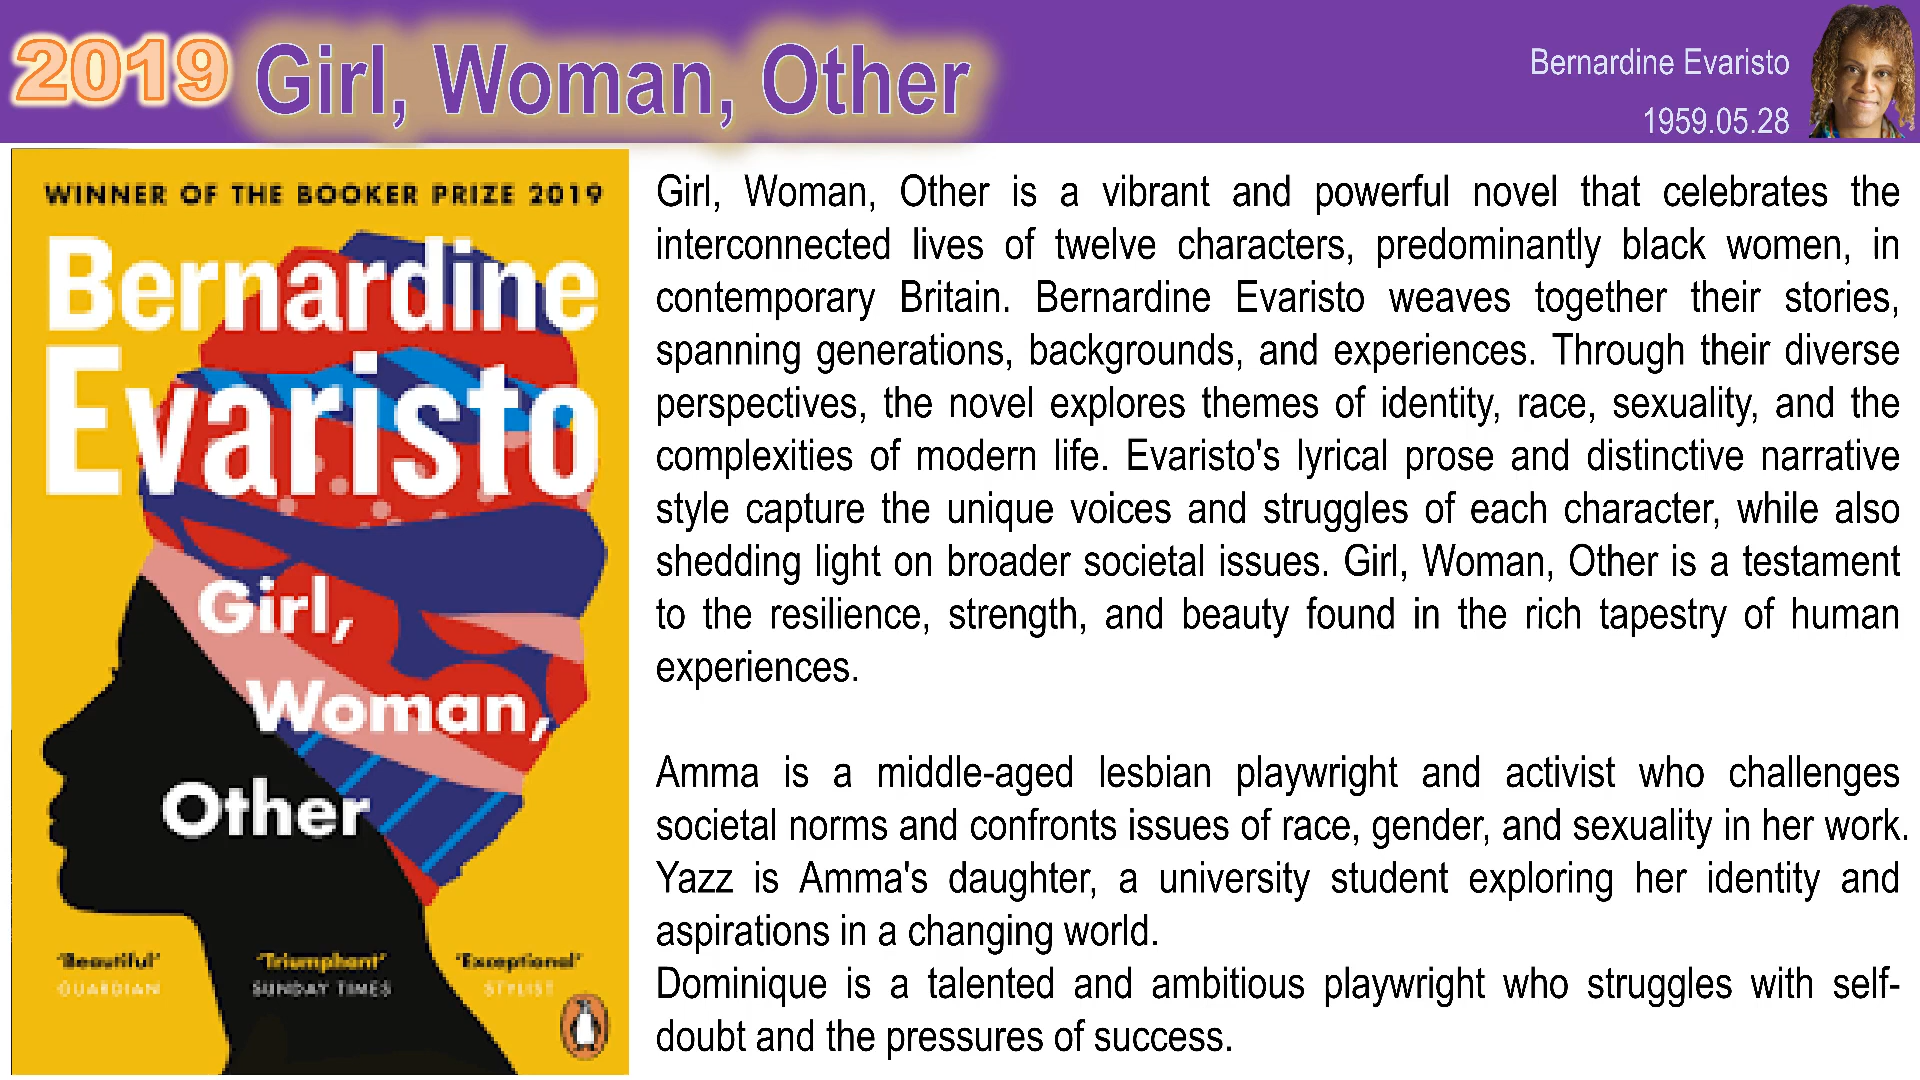 2019 Girl, Woman, Other
Bernardine Evaristo
1959.05.28
WINNER OF THE BOOKER PRIZE 2019
Bernardine
Evaristo
Girl,
Woman,
Other
'Beautiful'
GUARDIAN
'Triumphant'
SUNDAY TIMES
'Exceptional'
STYLIST
Girl, Woman, Other is a vibrant and powerful novel that celebrates the
interconnected lives of twelve characters, predominantly black women, in
contemporary Britain. Bernardine Evaristo weaves together their stories,
spanning generations, backgrounds, and experiences. Through their diverse
perspectives, the novel explores themes of identity, race, sexuality, and the
complexities of modern life. Evaristo's lyrical prose and distinctive narrative
style capture the unique voices and struggles of each character, while also
shedding light on broader societal issues. Girl, Woman, Other is a testament
to the resilience, strength, and beauty found in the rich tapestry of human
experiences.
Amma is a middle-aged lesbian playwright and activist who challenges
societal norms and confronts issues of race, gender, and sexuality in her work.
Yazz is Amma's daughter, a university student exploring her identity and
aspirations in a changing world.
Dominique is a talented and ambitious playwright who struggles with self-
doubt and the pressures of success.